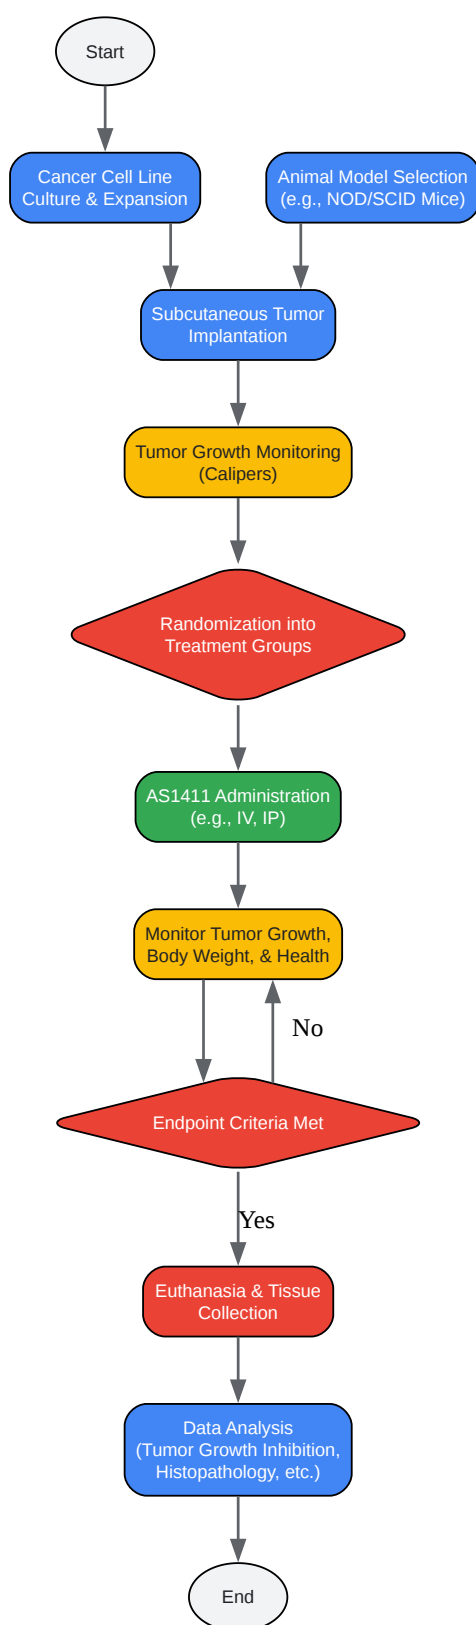 Start
Cancer Cell Line
Culture & Expansion
Animal Model Selection
(e.g., NOD/SCID Mice)
Subcutaneous Tumor
Implantation
Tumor Growth Monitoring
(Calipers)
Randomization into
Treatment Groups
AS1411 Administration
(e.g., IV, IP)
Monitor Tumor Growth,
Body Weight, & Health
No
Endpoint Criteria Met
Yes
Euthanasia & Tissue
Collection
Data Analysis
(Tumor Growth Inhibition,
Histopathology, etc.)
End